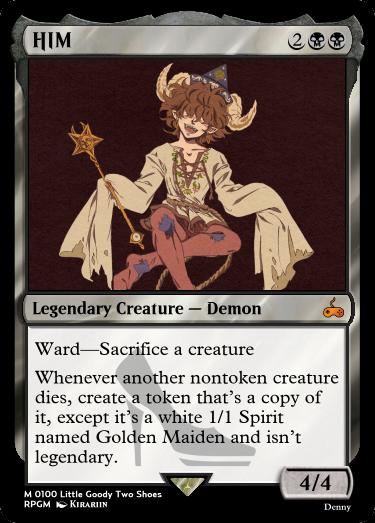 HIM 2
Legendary Creature — Demon
Ward—Sacrifice a creature
Whenever another nontoken creature
dies, create a token that's a copy of
it, except it's a white 1/1 Spirit
named Golden Maiden and isn't
legendary.
4/4
M 0100 Little Goody Two Shoes
RPGM Kirariin
Denny